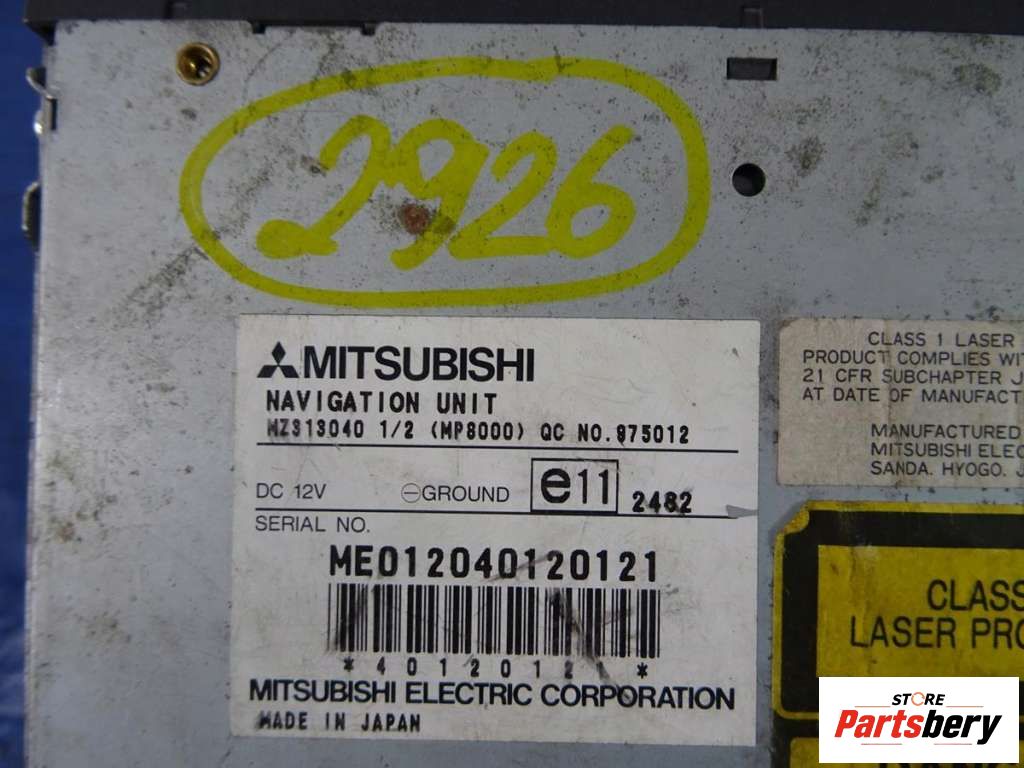 2926
MITSUBISHI
NAVIGATION UNIT
MZ313040 1/2 (MP8000) QC NO.875012
DC 12V ⊖GROUND e11 2482
SERIAL NO.
ME012040120121
*40120121*
MITSUBISHI ELECTRIC CORPORATION
MADE IN JAPAN
CLASS 1 LASER
PRODUCT COMPLIES WI
21 CFR SUBCHAPTER J
AT DATE OF MANUFACT
MANUFACTURED
MITSUBISHI ELEC
SANDA. HYOGO. J
CLASS
LASER PRO
STORE
Partsbery